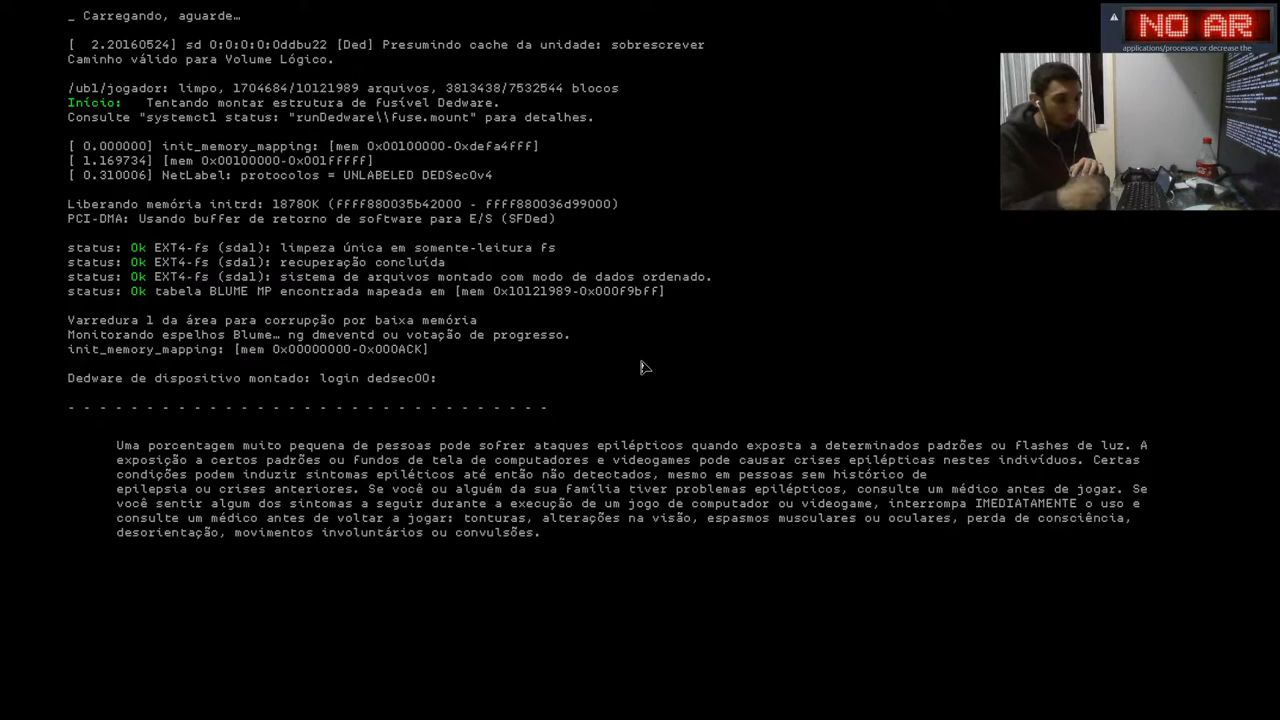 _ Carregando, aguarde…
NO AR
applications/processes or decrease the
[  2.20160524] sd 0:0:0:0:0ddbu22 [Ded] Presumindo cache da unidade: sobrescrever
Caminho válido para Volume Lógico.
/ubl/jogador: limpo, 1704684/10121989 arquivos, 3813438/7532544 blocos
Início:   Tentando montar estrutura de fusível Dedware.
Consulte "systemctl status: "runDedware\\fuse.mount" para detalhes.
[ 0.000000] init_memory_mapping: [mem 0x00100000-0xdefa4fff]
[ 1.169734] [mem 0x00100000-0x001fffff]
[ 0.310006] NetLabel: protocolos = UNLABELED DEDSec0v4
Liberando memória initrd: 18780K (ffff880035b42000 - ffff880036d99000)
PCI-DMA: Usando buffer de retorno de software para E/S (SFDed)
status: Ok EXT4-fs (sda1): limpeza única em somente-leitura fs
status: Ok EXT4-fs (sda1): recuperação concluída
status: Ok EXT4-fs (sda1): sistema de arquivos montado com modo de dados ordenado.
status: Ok tabela BLUME MP encontrada mapeada em [mem 0x10121989-0x000f9bff]
Varredura 1 da área para corrupção por baixa memória
Monitorando espelhos Blume… ng dmeventd ou votação de progresso.
init_memory_mapping: [mem 0x00000000-0x000ACK]
Dedware de dispositivo montado: login dedsec00:
- - - - - - - - - - - - - - - - - - - - - - - - - - - - - - -
Uma porcentagem muito pequena de pessoas pode sofrer ataques epilépticos quando exposta a determinados padrões ou flashes de luz. A
exposição a certos padrões ou fundos de tela de computadores e videogames pode causar crises epilépticas nestes indivíduos. Certas
condições podem induzir sintomas epiléticos até então não detectados, mesmo em pessoas sem histórico de
epilepsia ou crises anteriores. Se você ou alguém da sua família tiver problemas epilépticos, consulte um médico antes de jogar. Se
você sentir algum dos sintomas a seguir durante a execução de um jogo de computador ou videogame, interrompa IMEDIATAMENTE o uso e
consulte um médico antes de voltar a jogar: tonturas, alterações na visão, espasmos musculares ou oculares, perda de consciência,
desorientação, movimentos involuntários ou convulsões.